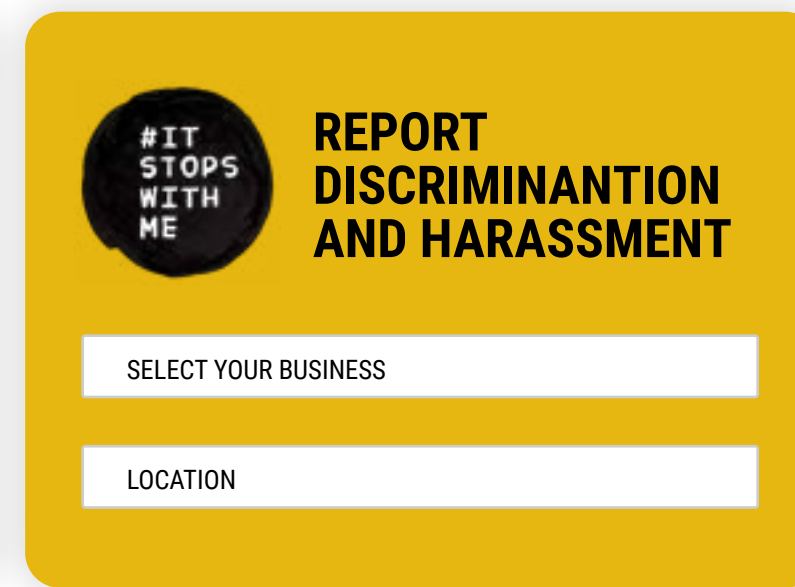 #IT
STOPS
WITH
ME
REPORT
DISCRIMINANTION
AND HARASSMENT
SELECT YOUR BUSINESS
LOCATION